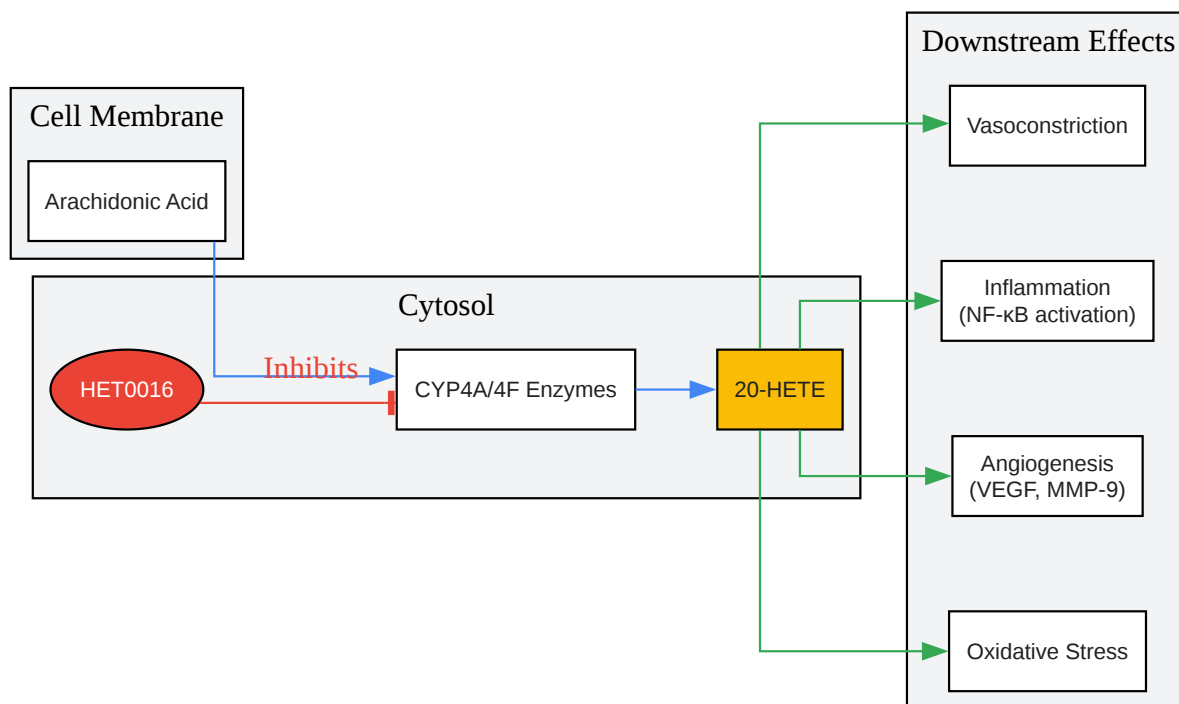 Downstream Effects
Cell Membrane
Vasoconstriction
Arachidonic Acid
Cytosol
Inflammation
(NF-κB activation)
Inhibits
HET0016
CYP4A/4F Enzymes
20-HETE
Angiogenesis
(VEGF, MMP-9)
Oxidative Stress